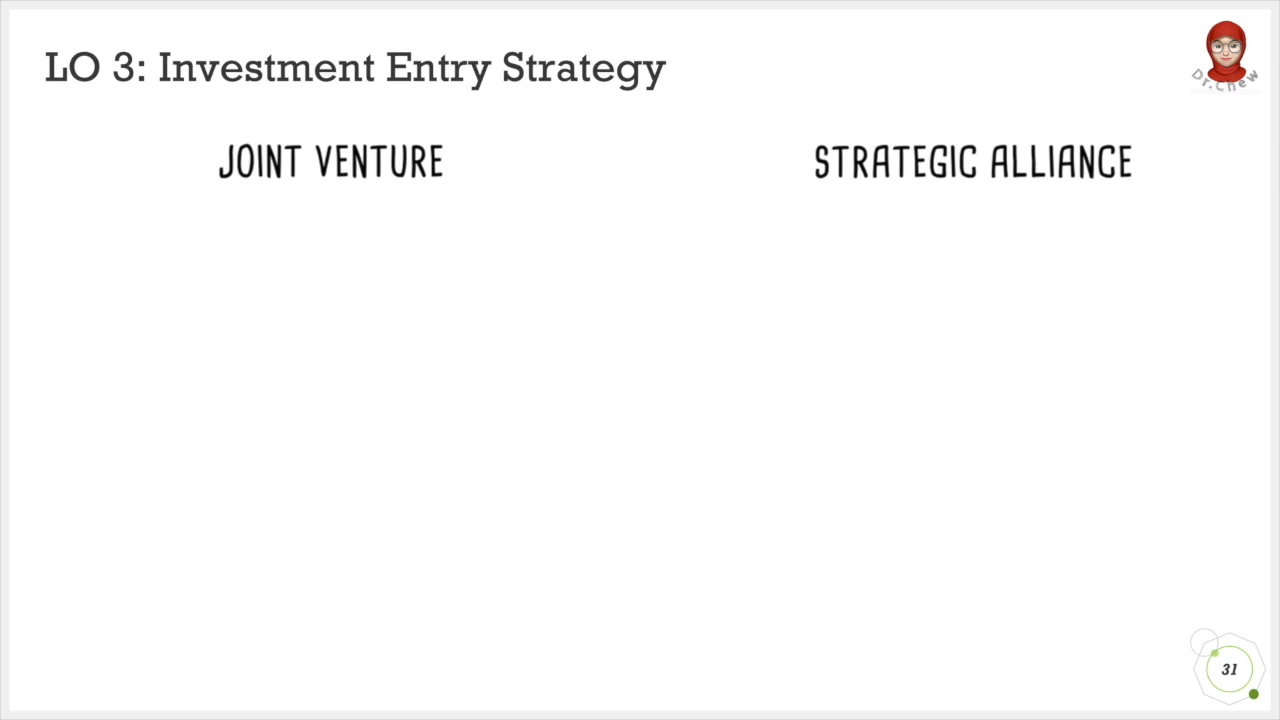 LO 3: Investment Entry Strategy
Dr.Chew
JOINT VENTURE
STRATEGIC ALLIANCE
31